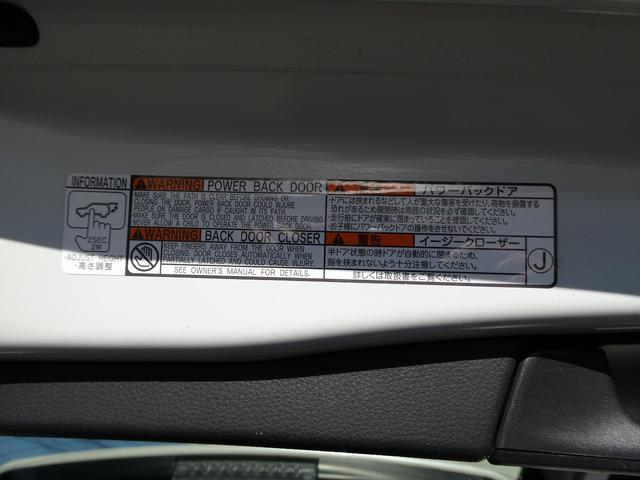 INFORMATION
2SEC.
2秒
-ADJUST HEIGHT
-高さ調整
WARNING POWER BACK DOOR
MAKE SURE THE PATH IS CLEAR BEFORE OPENING OR
CLOSING THE DOOR. POWER BACK DOOR COULD INJURE
PEOPLE OR DAMAGE CARGO IF CAUGHT IN ITS PATH.
MAKE SURE THE DOOR IS CLOSED AND LATCHED BEFORE DRIVING.
NEVER ALLOW A CHILD TO OPERATE THE POWER BACK DOOR.
WARNING BACK DOOR CLOSER
KEEP FINGERS AWAY FROM THE DOOR WHEN
CLOSING. DOOR CLOSES AUTOMATICALLY WHEN
PARTIALLY LATCHED AND COULD CAUSE INJURY.
SEE OWNER'S MANUAL FOR DETAILS.
警告 パワーバックドア
ドアにはさまれるなどして人が重大な傷害を受けたり、荷物を損傷する
恐れがあるため開閉時は周囲の状況を必ず確認してください。
走行前にドアが確実に閉まっていることを確認してください。
お子様にパワーバックドアの操作をさせないでください。
警告 イージークローザー
半ドア状態の時ドアが自動的に閉まるため、
指を挟まれないよう十分注意してください。
詳しくは取扱書をご覧ください。
J